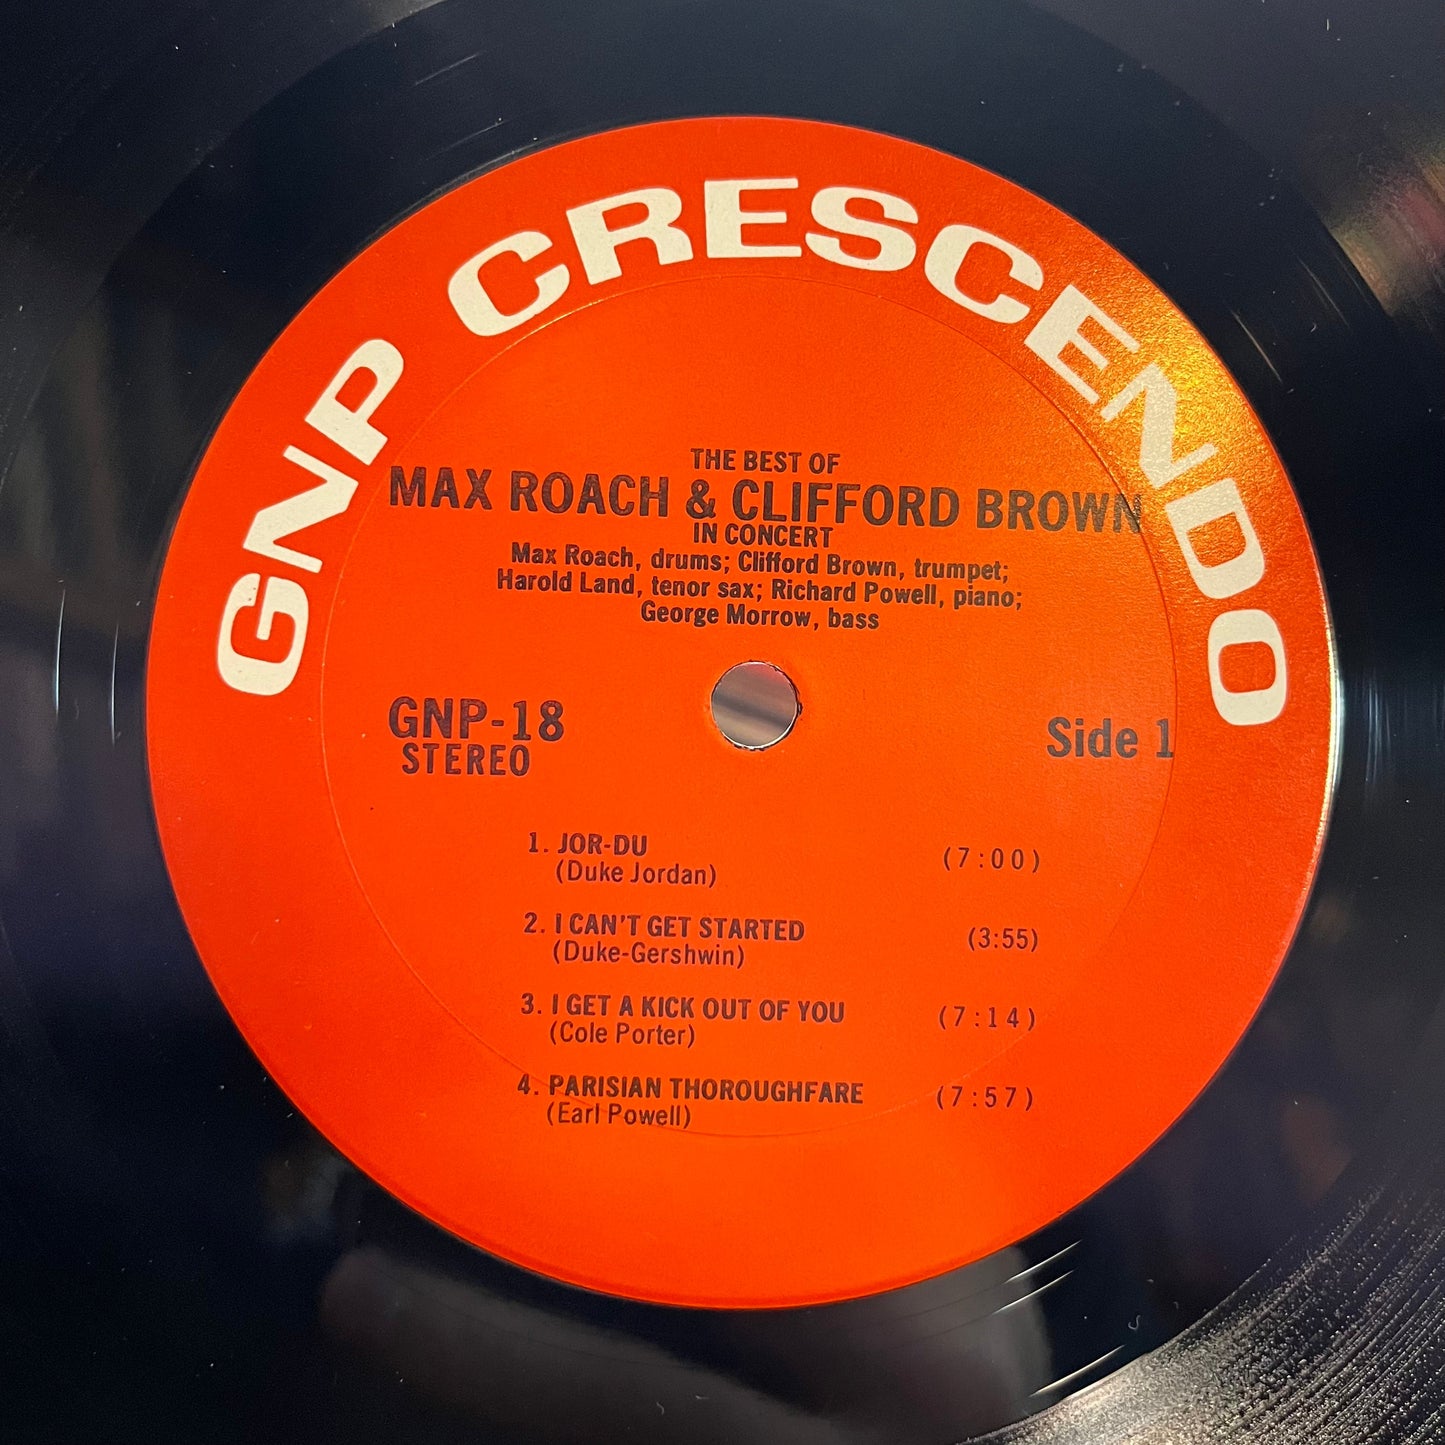 GNP CRESCENDO
THE BEST OF
MAX ROACH & CLIFFORD BROWN
IN CONCERT
Max Roach, drums; Clifford Brown, trumpet;
Harold Land, tenor sax; Richard Powell, piano;
George Morrow, bass
GNP-18 Side 1
STEREO
1. JOR-DU (7:00)
(Duke Jordan)
2. I CAN'T GET STARTED (3:55)
(Duke-Gershwin)
3. I GET A KICK OUT OF YOU (7:14)
(Cole Porter)
4. PARISIAN THOROUGHFARE (7:57)
(Earl Powell)